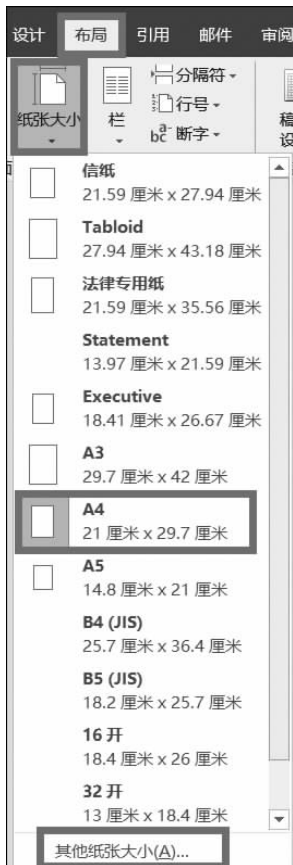 设计 布局 引用 邮件 审阅
纸张大小 栏 分隔符 行号 断字
信纸
21.59 厘米 x 27.94 厘米
Tabloid
27.94 厘米 x 43.18 厘米
法律专用纸
21.59 厘米 x 35.56 厘米
Statement
13.97 厘米 x 21.59 厘米
Executive
18.41 厘米 x 26.67 厘米
A3
29.7 厘米 x 42 厘米
A4
21 厘米 x 29.7 厘米
A5
14.8 厘米 x 21 厘米
B4 (JIS)
25.7 厘米 x 36.4 厘米
B5 (JIS)
18.2 厘米 x 25.7 厘米
16 开
18.4 厘米 x 26 厘米
32 开
13 厘米 x 18.4 厘米
其他纸张大小(A)...